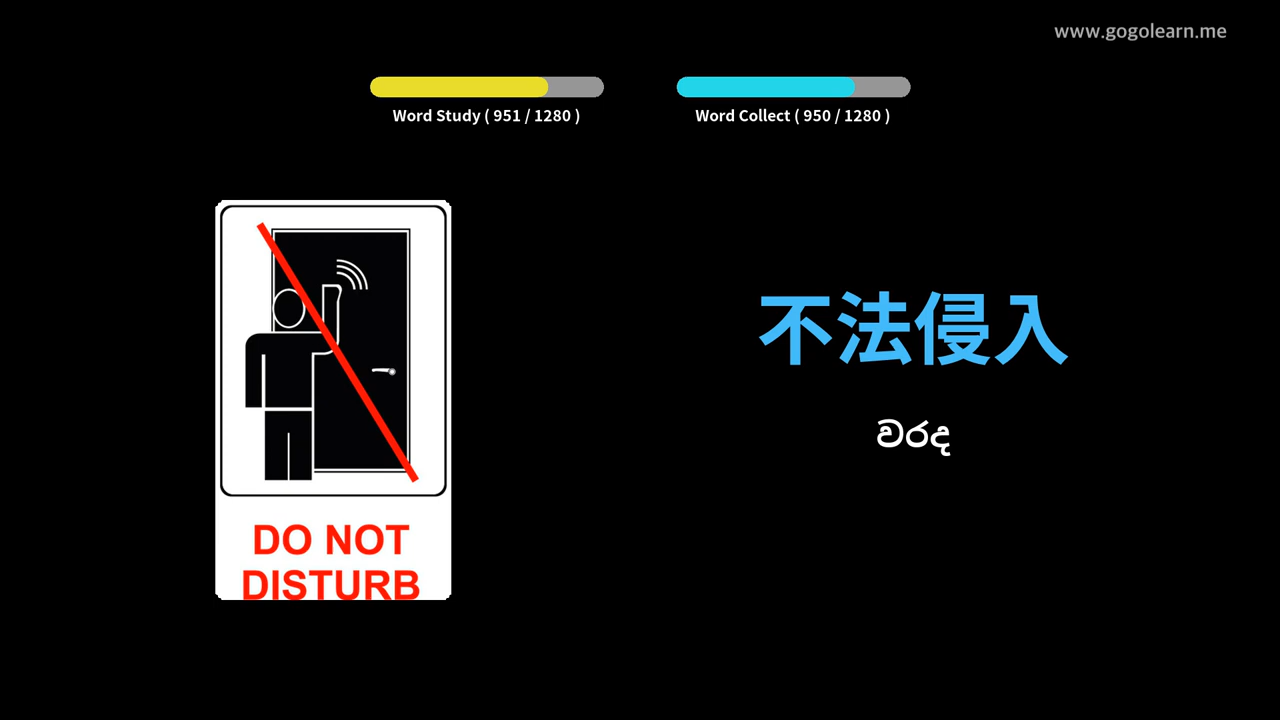 www.gogolearn.me
Word Study ( 951 / 1280 )
Word Collect ( 950 / 1280 )
不法侵入
වරද
DO NOT
DISTURB